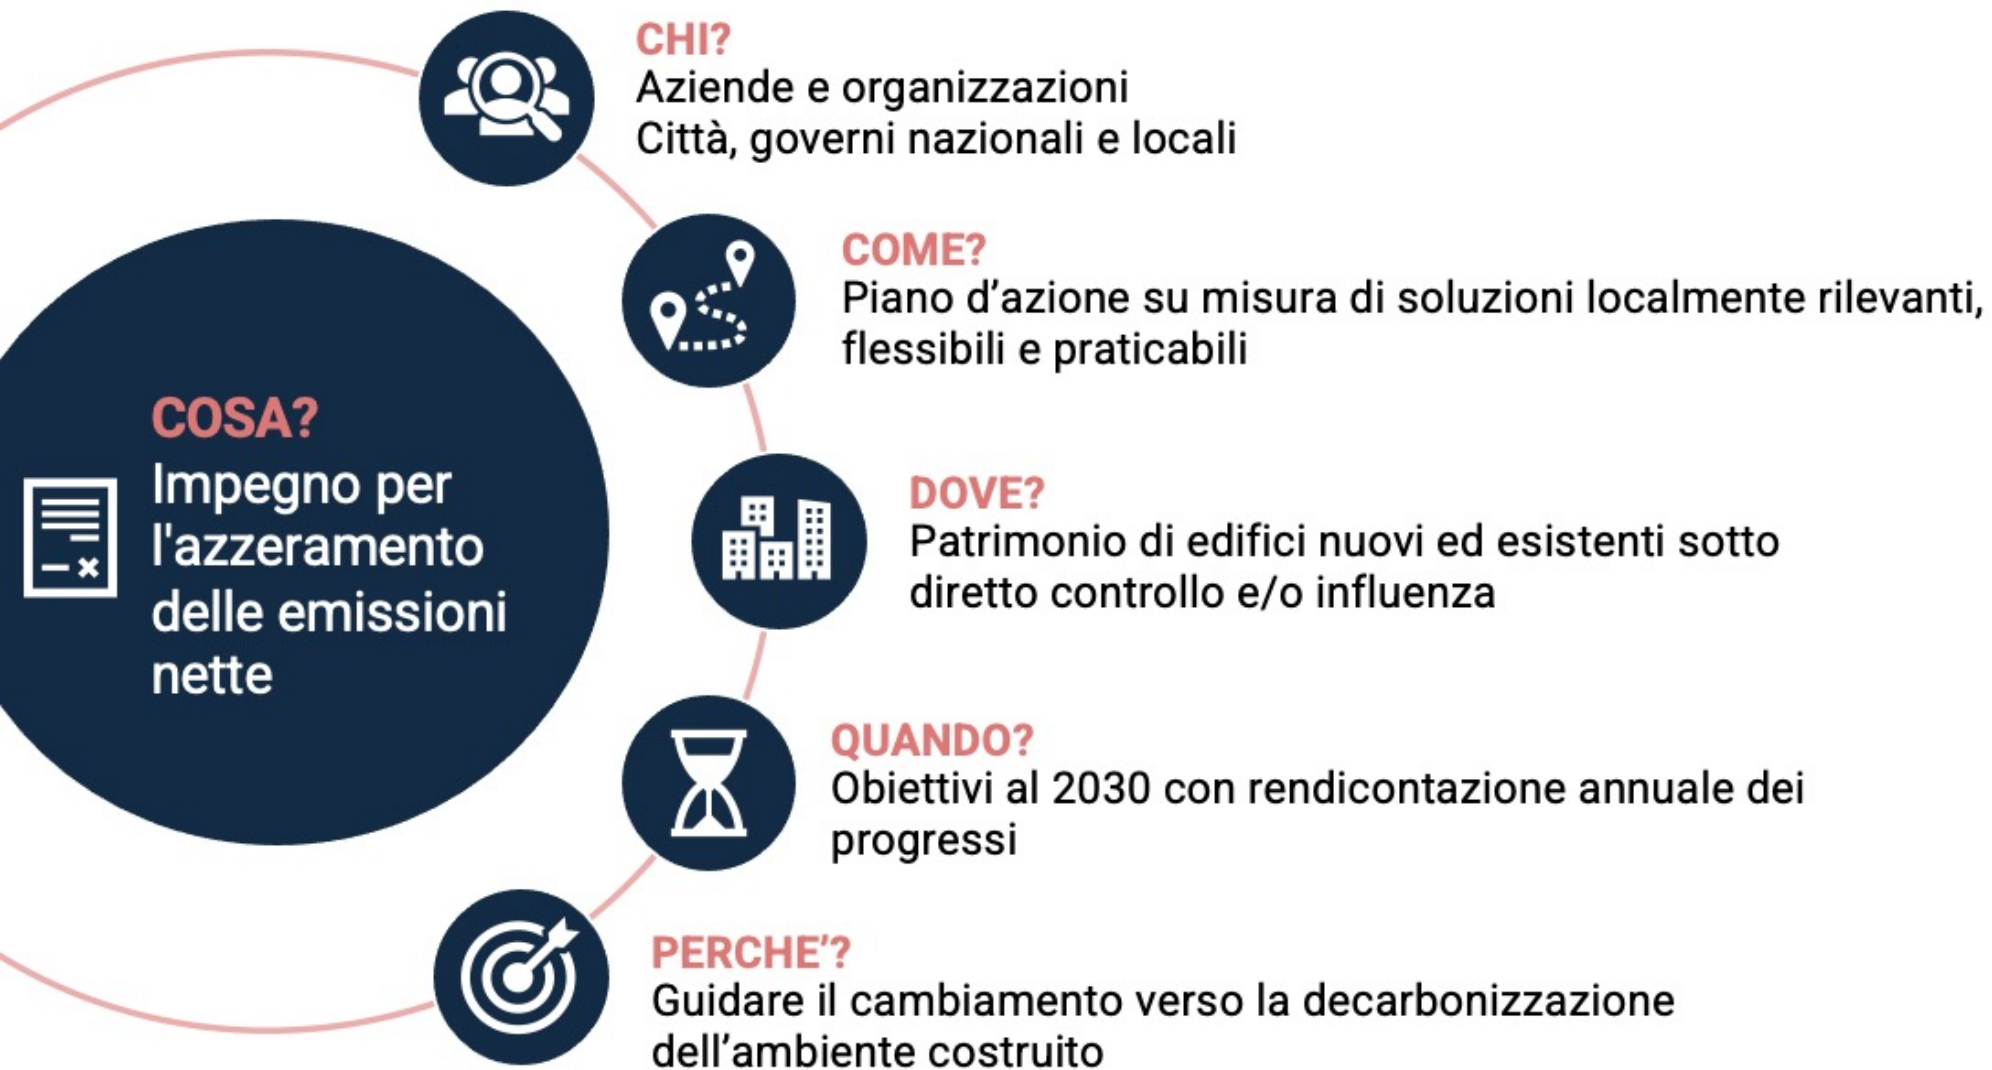 CHI?
Aziende e organizzazioni
Città, governi nazionali e locali
COME?
Piano d’azione su misura di soluzioni localmente rilevanti,
flessibili e praticabili
COSA?
Impegno per
l'azzeramento
delle emissioni
nette
DOVE?
Patrimonio di edifici nuovi ed esistenti sotto
diretto controllo e/o influenza
QUANDO?
Obiettivi al 2030 con rendicontazione annuale dei
progressi
PERCHE’?
Guidare il cambiamento verso la decarbonizzazione
dell’ambiente costruito